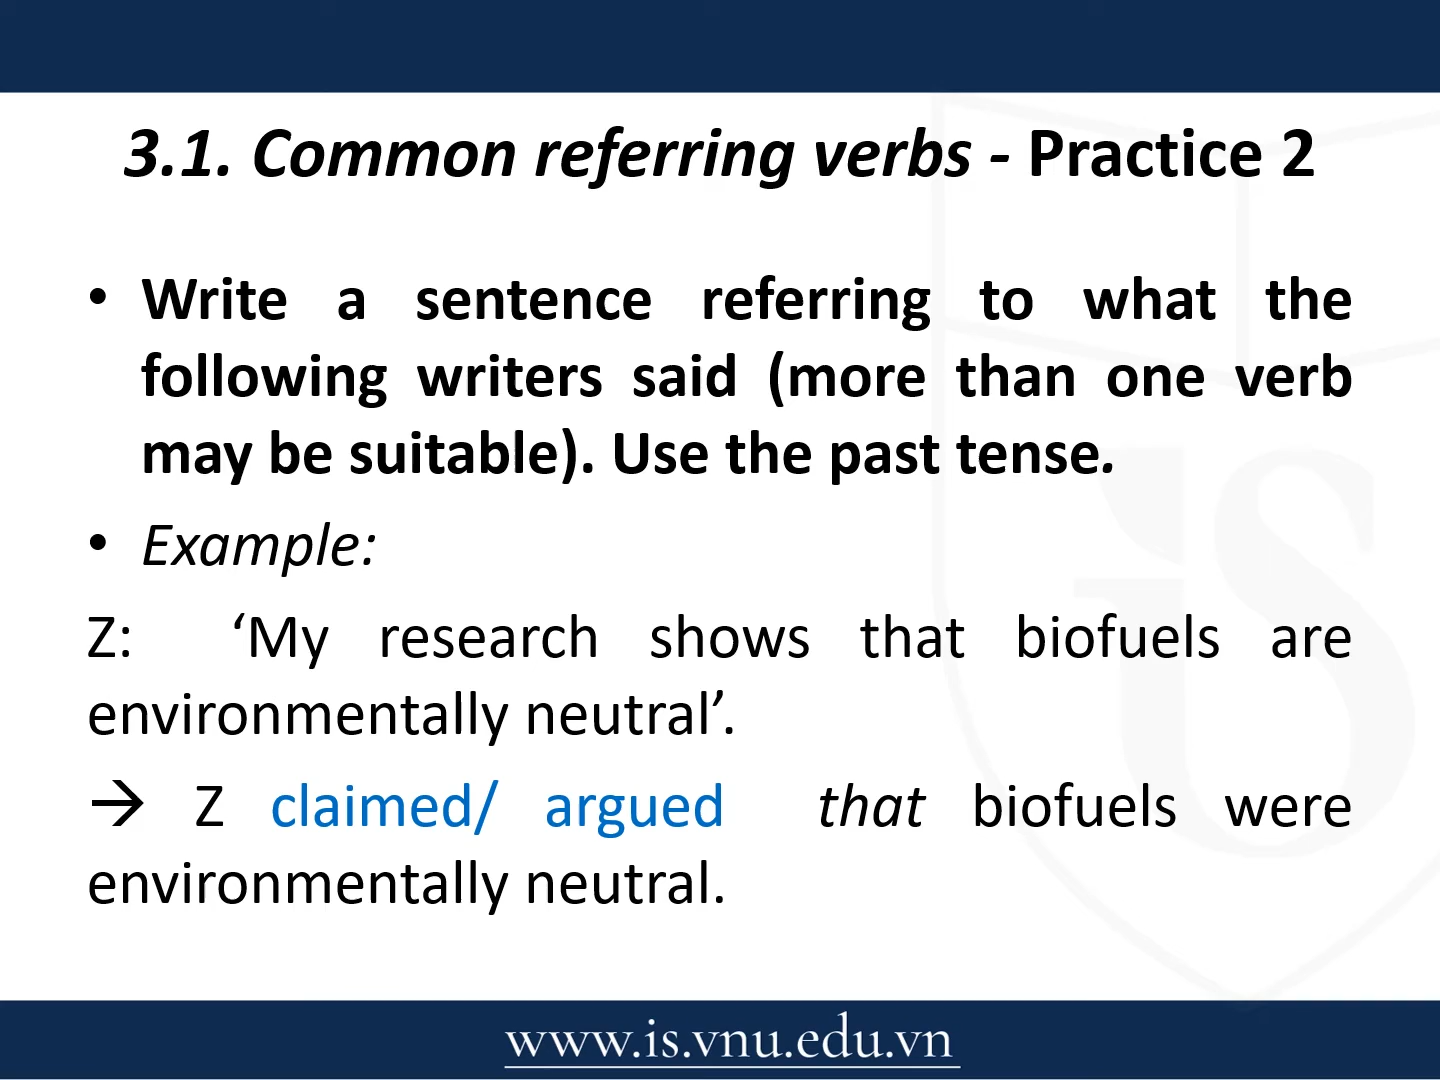 3.1. Common referring verbs - Practice 2
• Write a sentence referring to what the
following writers said (more than one verb
may be suitable). Use the past tense.
• Example:
Z: ‘My research shows that biofuels are
environmentally neutral’.
→ Z claimed/ argued that biofuels were
environmentally neutral.
www.is.vnu.edu.vn